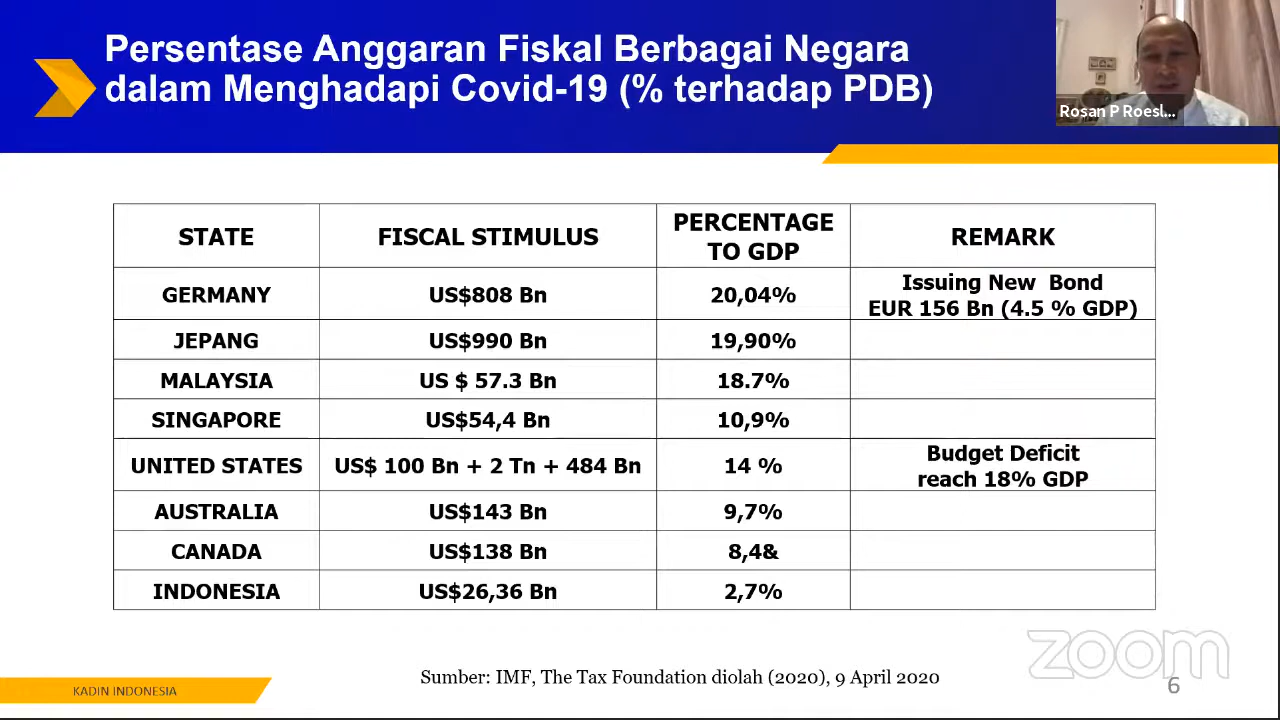 Persentase Anggaran Fiskal Berbagai Negara
dalam Menghadapi Covid-19 (% terhadap PDB)
Rosan P Roesl...
STATE FISCAL STIMULUS PERCENTAGE TO GDP REMARK
GERMANY US$808 Bn 20,04% Issuing New Bond
EUR 156 Bn (4.5 % GDP)
JEPANG US$990 Bn 19,90%
MALAYSIA US $ 57.3 Bn 18.7%
SINGAPORE US$54,4 Bn 10,9%
UNITED STATES US$ 100 Bn + 2 Tn + 484 Bn 14 % Budget Deficit
reach 18% GDP
AUSTRALIA US$143 Bn 9,7%
CANADA US$138 Bn 8,4&
INDONESIA US$26,36 Bn 2,7%
zoom
Sumber: IMF, The Tax Foundation diolah (2020), 9 April 2020
6
KADIN INDONESIA